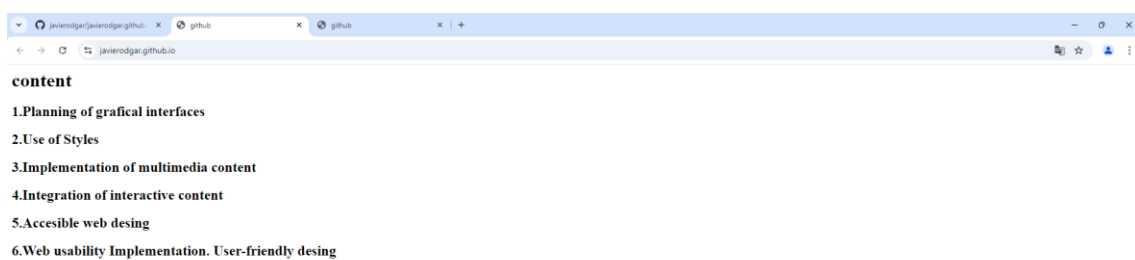 javierodgar/javierodgar.github.
github
github
javierodgar.github.io
content
1.Planning of grafical interfaces
2.Use of Styles
3.Implementation of multimedia content
4.Integration of interactive content
5.Accesible web desing
6.Web usability Implementation. User-friendly desing